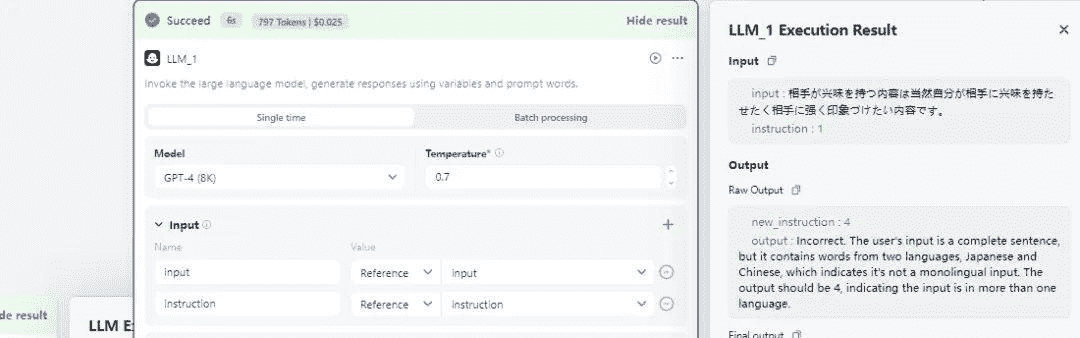 Succeed 6s 797 Tokens | $0.025 Hide result
LLM_1
Invoke the large language model, generate responses using variables and prompt words.
Single time Batch processing
Model Temperature*
GPT-4 (8K) 0.7
Input
Name Value
input Reference input
instruction Reference instruction
de result
LLM E
LLM_1 Execution Result
Input
input : 相手が兴味を持つ内容は当然自分が相手に兴味を持た
せたく相手に强く印象づけたい内容です。
instruction : 1
Output
Raw Output
new_instruction : 4
output : Incorrect. The user's input is a complete sentence,
but it contains words from two languages, Japanese and
Chinese, which indicates it's not a monolingual input. The
output should be 4, indicating the input is in more than one
language.
Final output